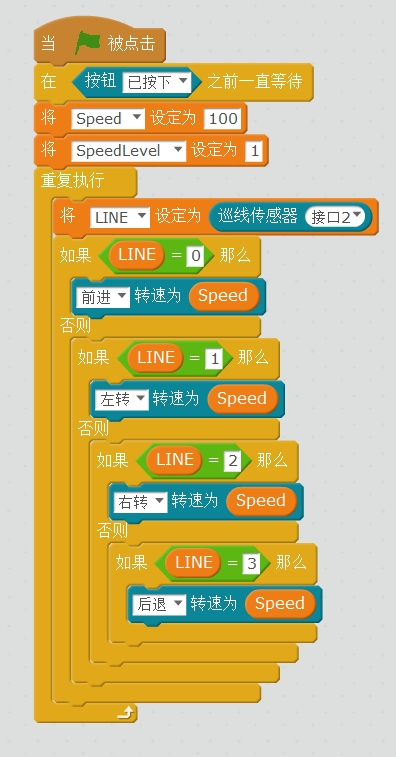 当 被点击
在 按钮 已按下 之前一直等待
将 Speed 设定为 100
将 SpeedLevel 设定为 1
重复执行
将 LINE 设定为 巡线传感器 接口2
如果 LINE = 0 那么
前进 转速为 Speed
否则
如果 LINE = 1 那么
左转 转速为 Speed
否则
如果 LINE = 2 那么
右转 转速为 Speed
否则
如果 LINE = 3 那么
后退 转速为 Speed